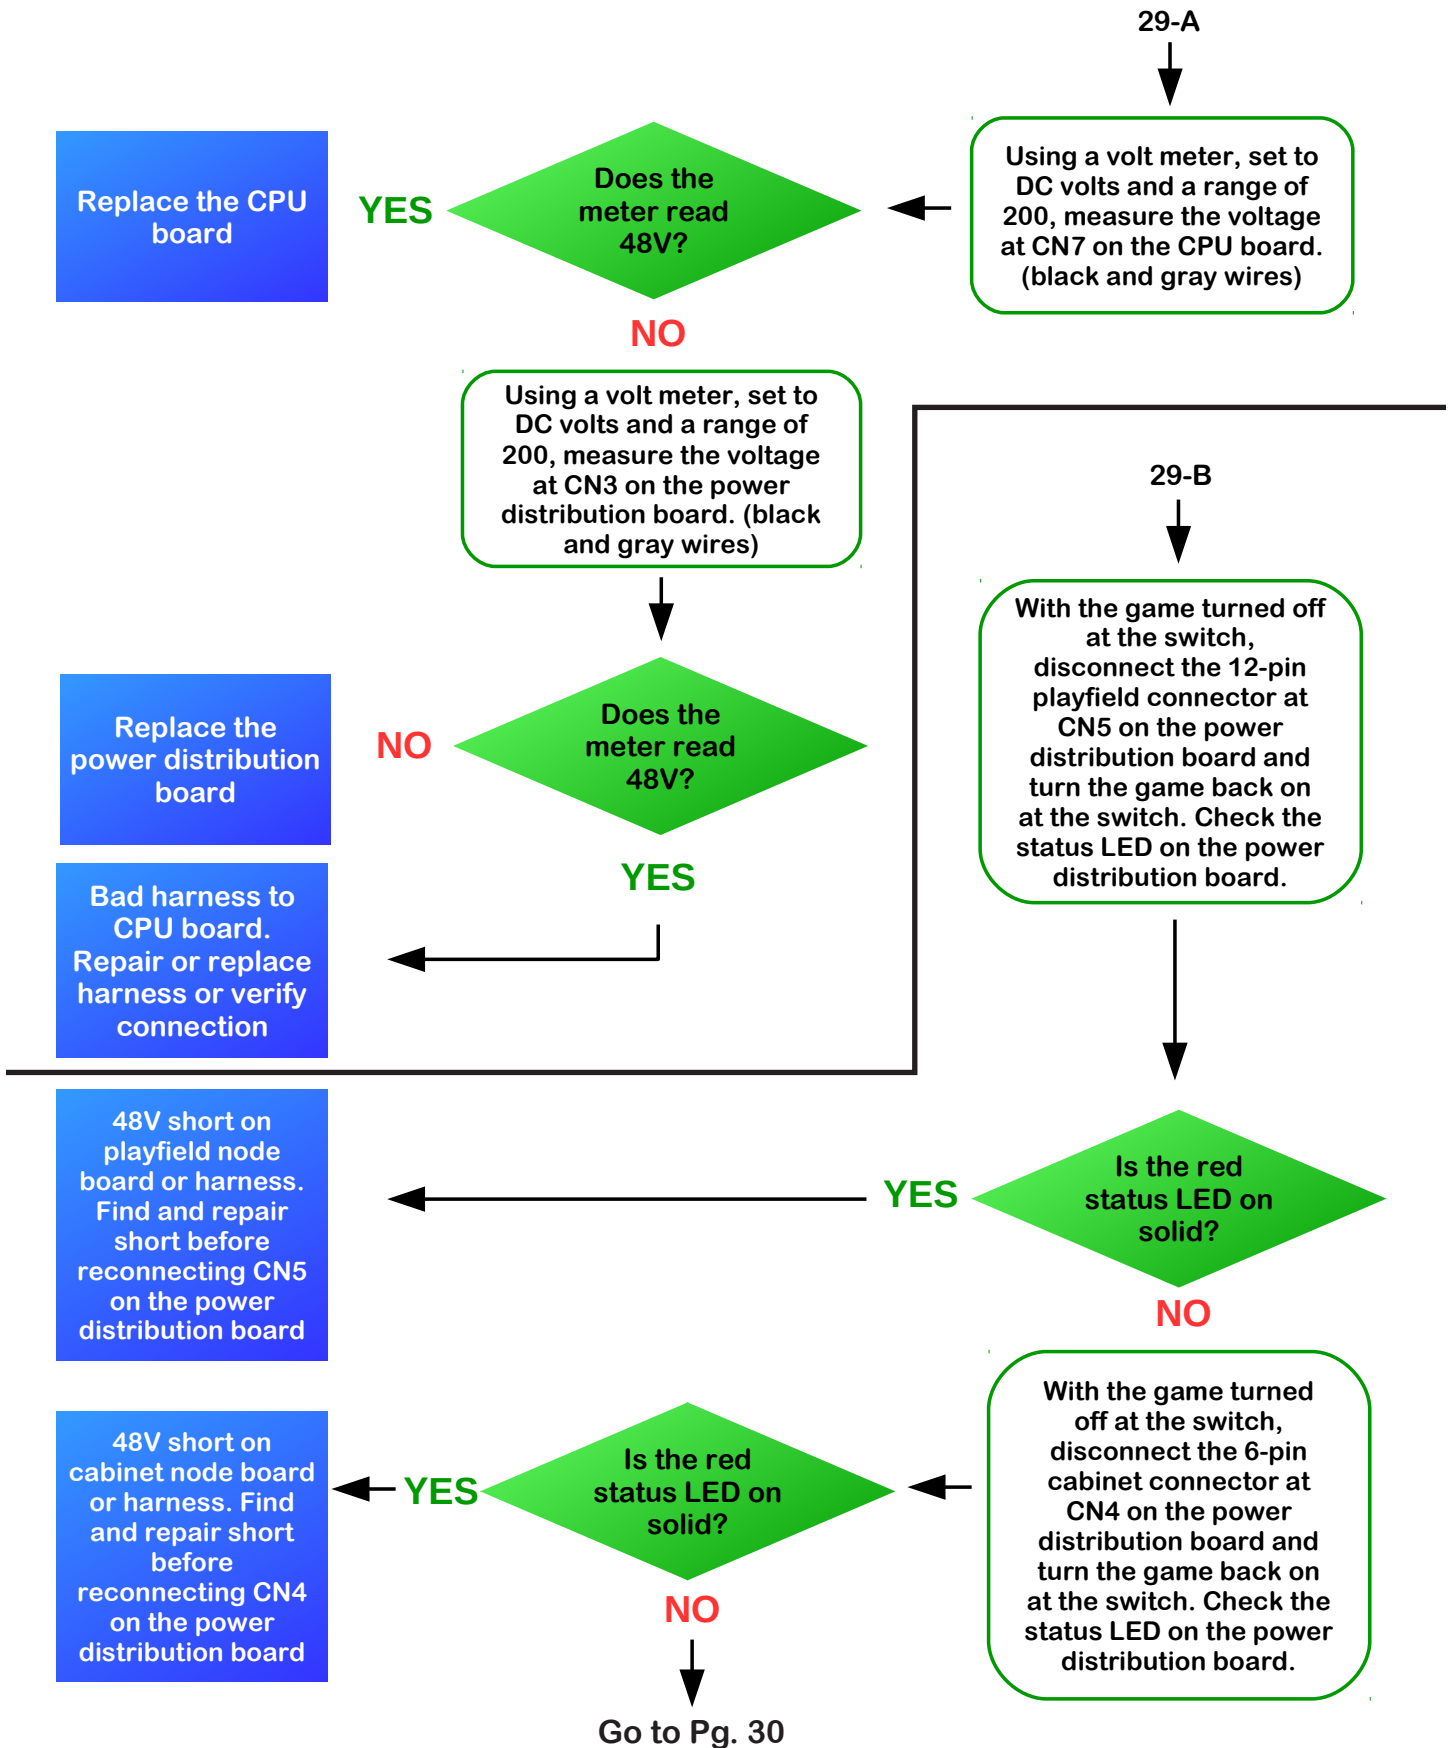 29-A
Using a volt meter, set to
DC volts and a range of
200, measure the voltage
at CN7 on the CPU board.
(black and gray wires)
Does the
meter read
48V?
YES
Replace the CPU
board
NO
Using a volt meter, set to
DC volts and a range of
200, measure the voltage
at CN3 on the power
distribution board. (black
and gray wires)
Does the
meter read
48V?
NO
Replace the
power distribution
board
YES
Bad harness to
CPU board.
Repair or replace
harness or verify
connection
29-B
With the game turned off
at the switch,
disconnect the 12-pin
playfield connector at
CN5 on the power
distribution board and
turn the game back on
at the switch. Check the
status LED on the power
distribution board.
Is the red
status LED on
solid?
YES
48V short on
playfield node
board or harness.
Find and repair
short before
reconnecting CN5
on the power
distribution board
NO
With the game turned
off at the switch,
disconnect the 6-pin
cabinet connector at
CN4 on the power
distribution board and
turn the game back on
at the switch. Check the
status LED on the power
distribution board.
Is the red
status LED on
solid?
YES
48V short on
cabinet node board
or harness. Find
and repair short
before
reconnecting CN4
on the power
distribution board
NO
Go to Pg. 30